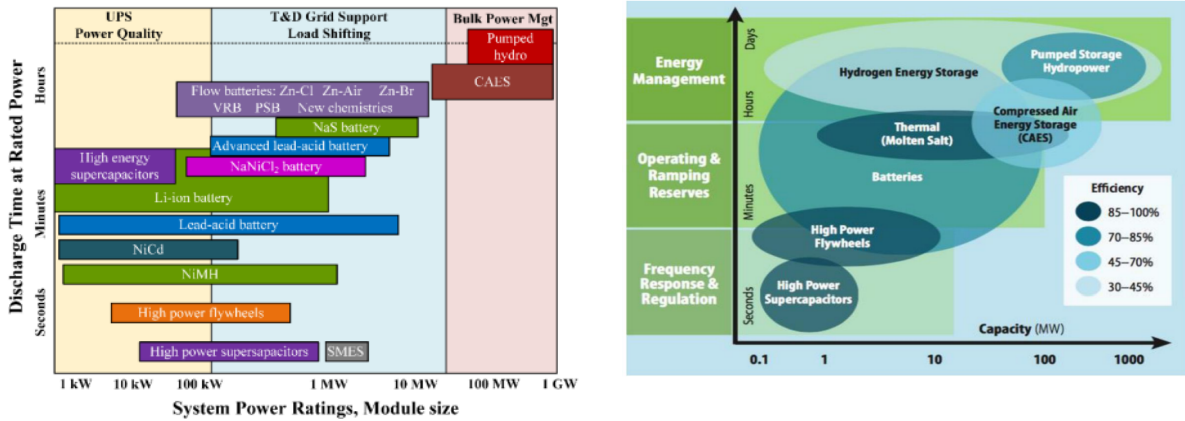 UPS
Power Quality
T&D Grid Support
Load Shifting
Bulk Power Mgt
Pumped
hydro
CAES
Flow batteries: Zn-Cl Zn-Air Zn-Br
VRB PSB New chemistries
NaS battery
Advanced lead-acid battery
High energy
supercapacitors
NaNiCl2 battery
Li-ion battery
Lead-acid battery
NiCd
NiMH
High power flywheels
High power supersapacitors
SMES
Discharge Time at Rated Power
Hours
Minutes
Seconds
1 kW 10 kW 100 kW 1 MW 10 MW 100 MW 1 GW
System Power Ratings, Module size
Energy
Management
Operating &
Ramping
Reserves
Frequency
Response &
Regulation
Days
Hours
Minutes
Seconds
Hydrogen Energy Storage
Pumped Storage
Hydropower
Compressed Air
Energy Storage
(CAES)
Thermal
(Molten Salt)
Batteries
High Power
Flywheels
High Power
Supercapacitors
Efficiency
85–100%
70–85%
45–70%
30–45%
Capacity (MW)
0.1 1 10 100 1000